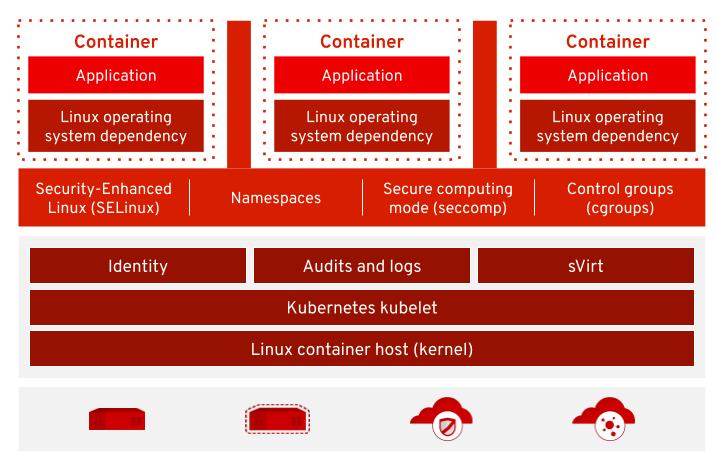 Container
Application
Linux operating
system dependency
Container
Application
Linux operating
system dependency
Container
Application
Linux operating
system dependency
Security-Enhanced
Linux (SELinux)
Namespaces
Secure computing
mode (seccomp)
Control groups
(cgroups)
Identity
Audits and logs
sVirt
Kubernetes kubelet
Linux container host (kernel)